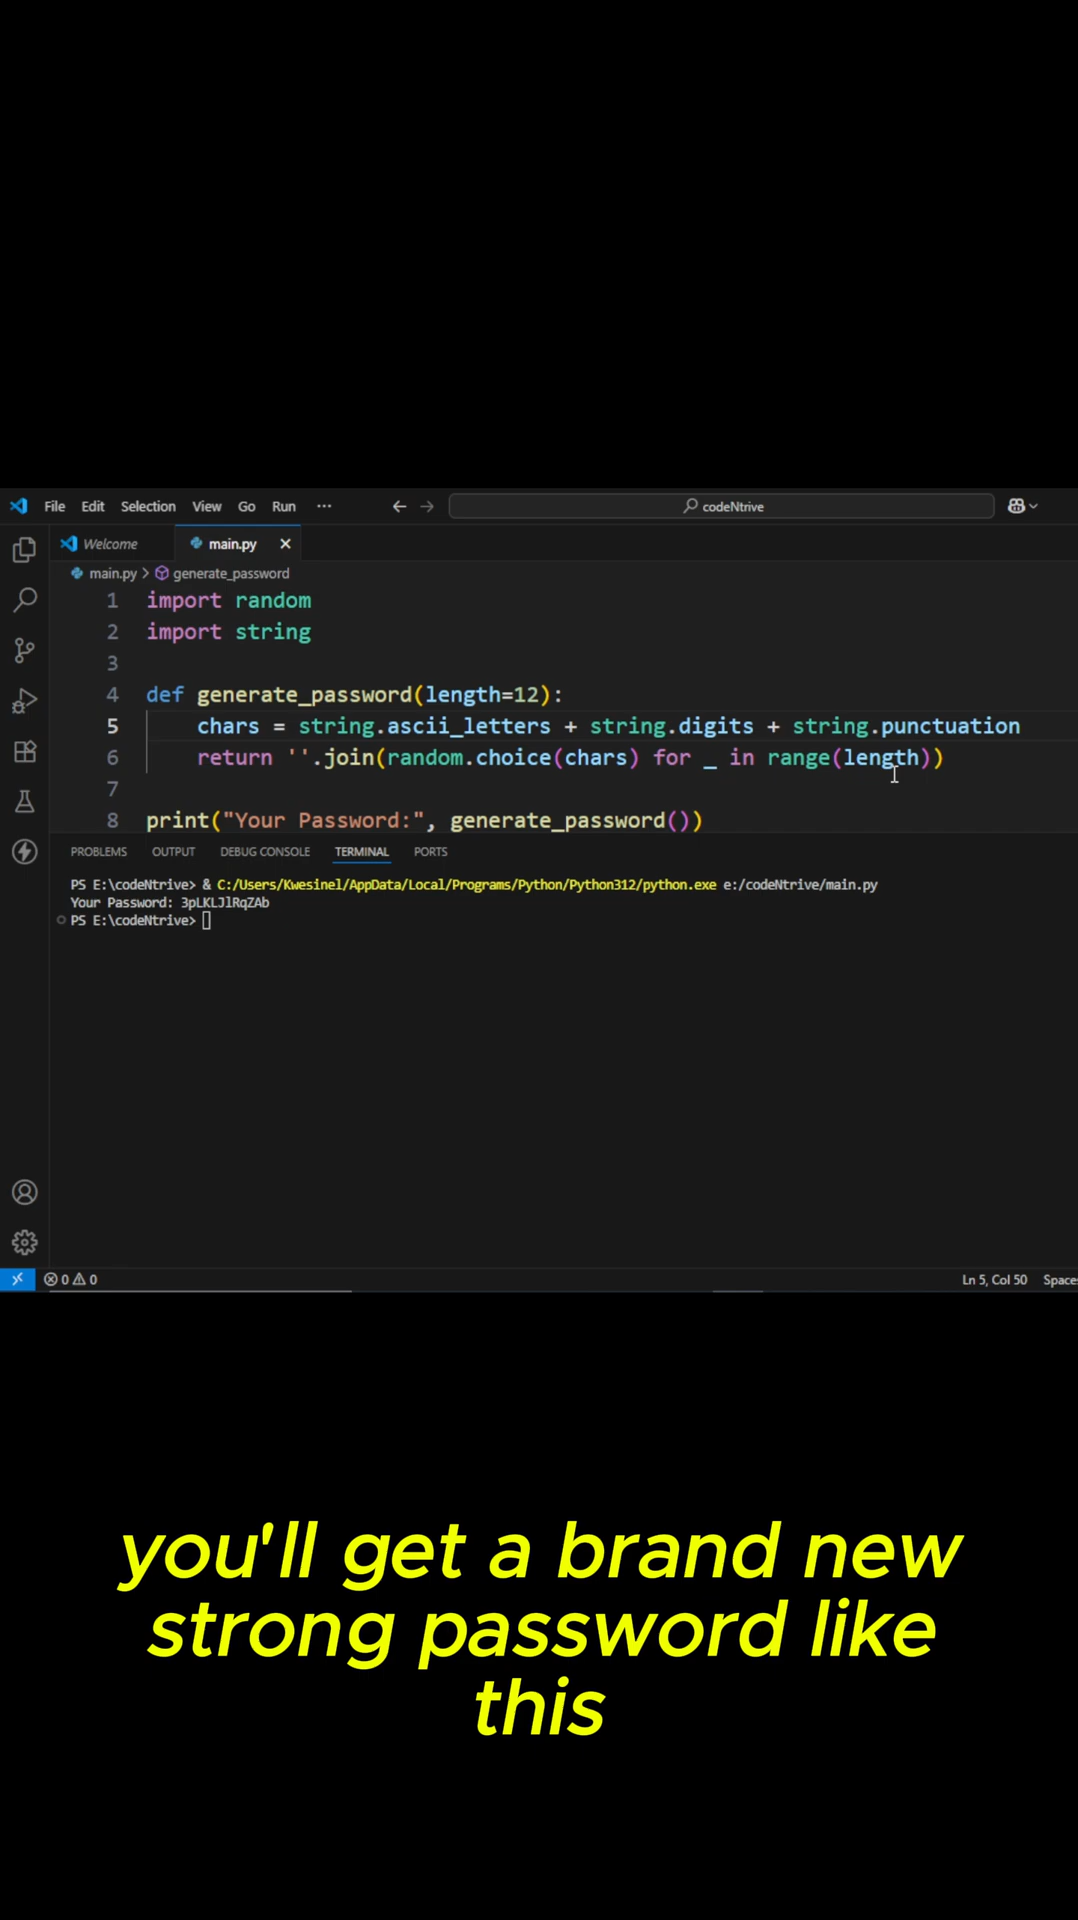 File Edit Selection View Go Run ··· codeNtrive
Welcome main.py
main.py > generate_password
1 import random
2 import string
3
4 def generate_password(length=12):
5 chars = string.ascii_letters + string.digits + string.punctuation
6 return ''.join(random.choice(chars) for _ in range(length))
7
8 print("Your Password:", generate_password())
PROBLEMS OUTPUT DEBUG CONSOLE TERMINAL PORTS
PS E:\codeNtrive> & C:/Users/Kwesinel/AppData/Local/Programs/Python/Python312/python.exe e:/codeNtrive/main.py
Your Password: 3pLKLJlRqZAb
PS E:\codeNtrive>
0 0 Ln 5, Col 50 Spaces
you'll get a brand new
strong password like
this